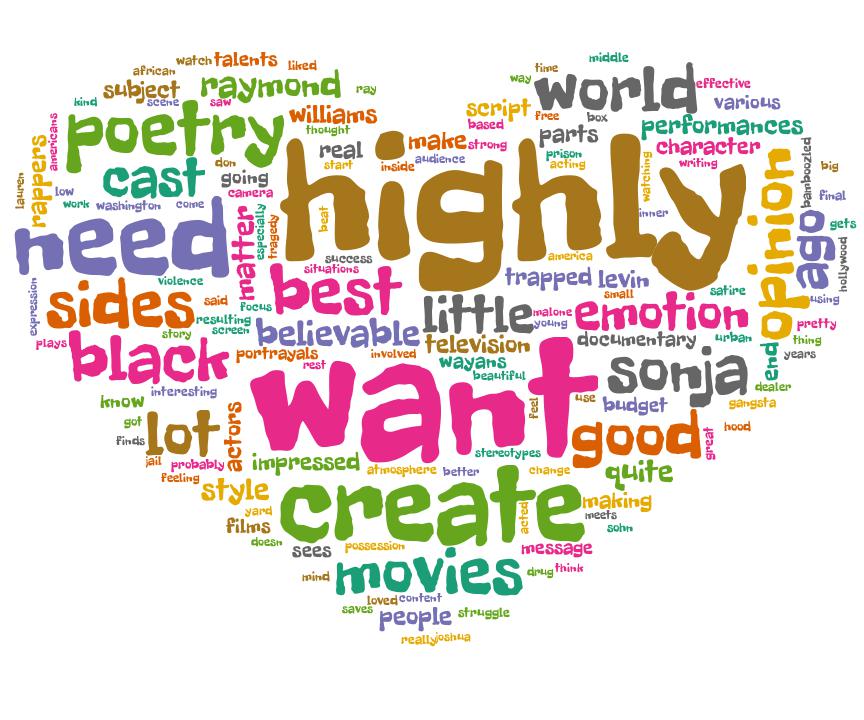 middle
watch talents liked
african
time
way
world
effective
subject
raymond
ray
kind
scene
saw
script
various
free
box
williams
poetry
based
performances
thought
make
strong
parts
character
americans
rappers
real
inside
audience
prison
writing
acting
lauren
cast
don
start
going
camera
highly
watching
opinion
bamboozled
big
low
work
washington
come
inner
final
need
matter
especially
tragedy
beat
ago
gets
hollywood
success
america
situations
violence
best
trapped
levin
expression
sides
said
focus
small
satire
using
resulting
little
malone
emotion
pretty
story
screen
believable
young
plays
television
documentary
urban
thing
black
portrayals
involved
wayans
end
years
rest
beautiful
sonja
interesting
want
dealer
know
feel
use
budget
gangsta
got
lot
actors
good
great
hood
finds
jail
probably
impressed
stereotypes
atmosphere
better
change
quite
feeling
style
create
making
yard
acted
meets
films
sohn
doesn
sees
possession
message
mind
movies
drug
think
loved
content
saves
people
struggle
really
joshua